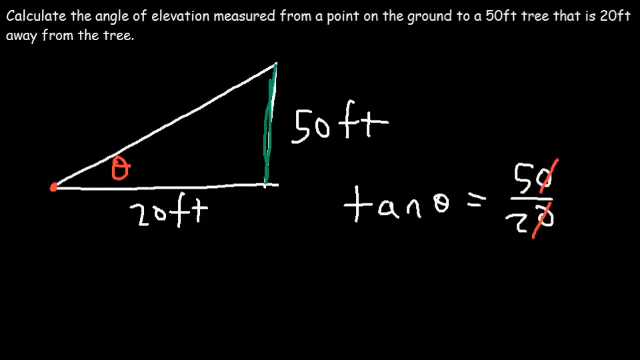 Calculate the angle of elevation measured from a point on the ground to a 50ft tree that is 20ft
away from the tree.
50ft
θ
20ft
tan θ = 50/20